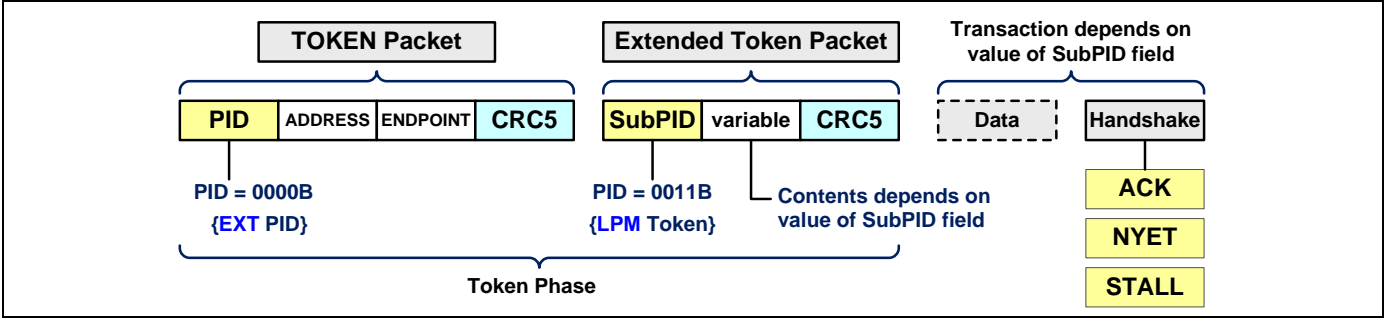 TOKEN Packet
Extended Token Packet
Transaction depends on
value of SubPID field
PID ADDRESS ENDPOINT CRC5
SubPID variable CRC5
Data
Handshake
PID = 0000B
{EXT PID}
PID = 0011B
{LPM Token}
Contents depends on
value of SubPID field
Token Phase
ACK
NYET
STALL